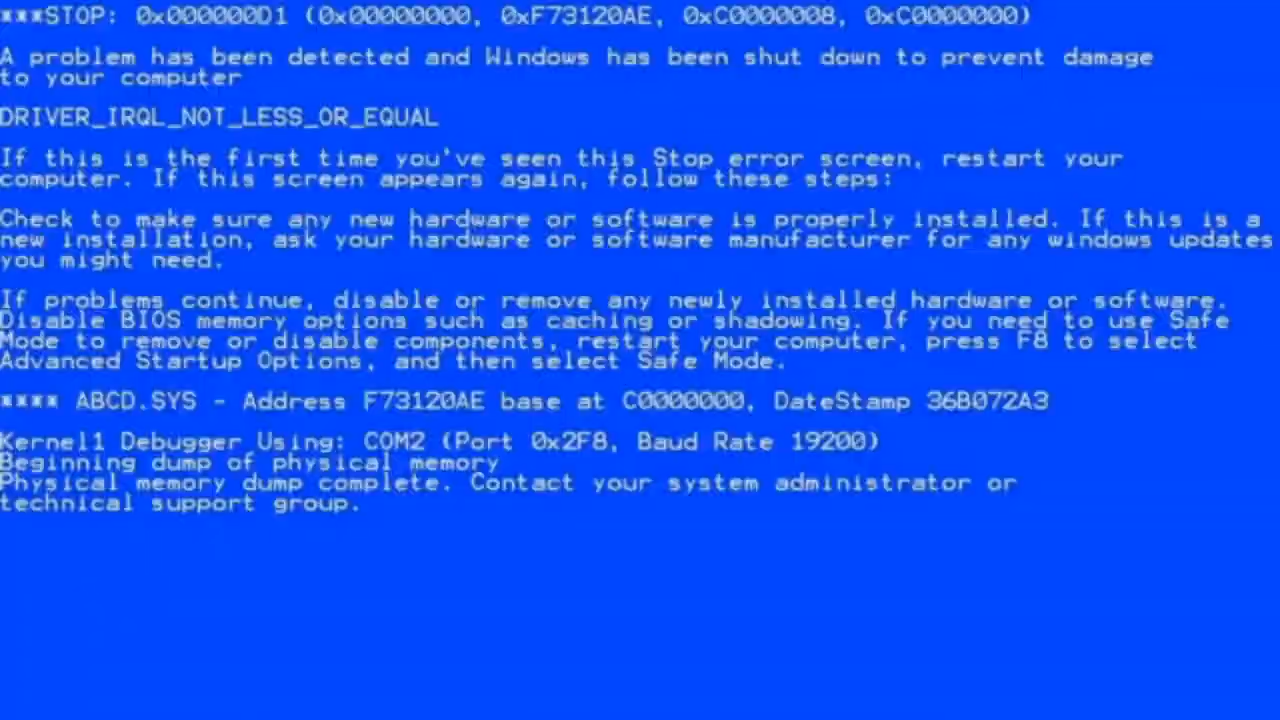 ***STOP: 0x000000D1 (0x00000000, 0xF73120AE, 0xC0000008, 0xC0000000)
A problem has been detected and Windows has been shut down to prevent damage
to your computer
DRIVER_IRQL_NOT_LESS_OR_EQUAL
If this is the first time you've seen this Stop error screen, restart your
computer. If this screen appears again, follow these steps:
Check to make sure any new hardware or software is properly installed. If this is a
new installation, ask your hardware or software manufacturer for any windows updates
you might need.
If problems continue, disable or remove any newly installed hardware or software.
Disable BIOS memory options such as caching or shadowing. If you need to use Safe
Mode to remove or disable components, restart your computer, press F8 to select
Advanced Startup Options, and then select Safe Mode.
**** ABCD.SYS - Address F73120AE base at C0000000, DateStamp 36B072A3
Kernel1 Debugger Using: COM2 (Port 0x2F8, Baud Rate 19200)
Beginning dump of physical memory
Physical memory dump complete. Contact your system administrator or
technical support group.